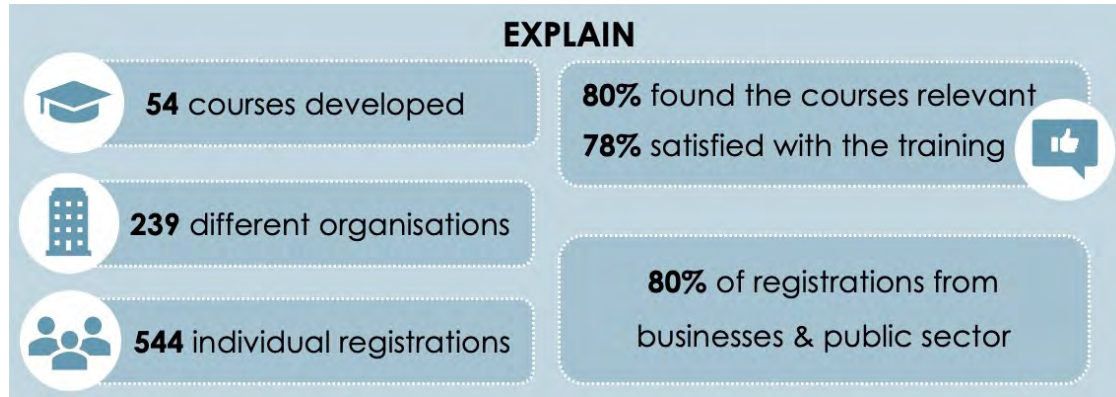 EXPLAIN
54 courses developed
239 different organisations
544 individual registrations
80% found the courses relevant
78% satisfied with the training
80% of registrations from
businesses & public sector